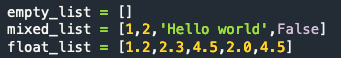 empty_list = []
mixed_list = [1,2,'Hello world',False]
float_list = [1.2,2.3,4.5,2.0,4.5]